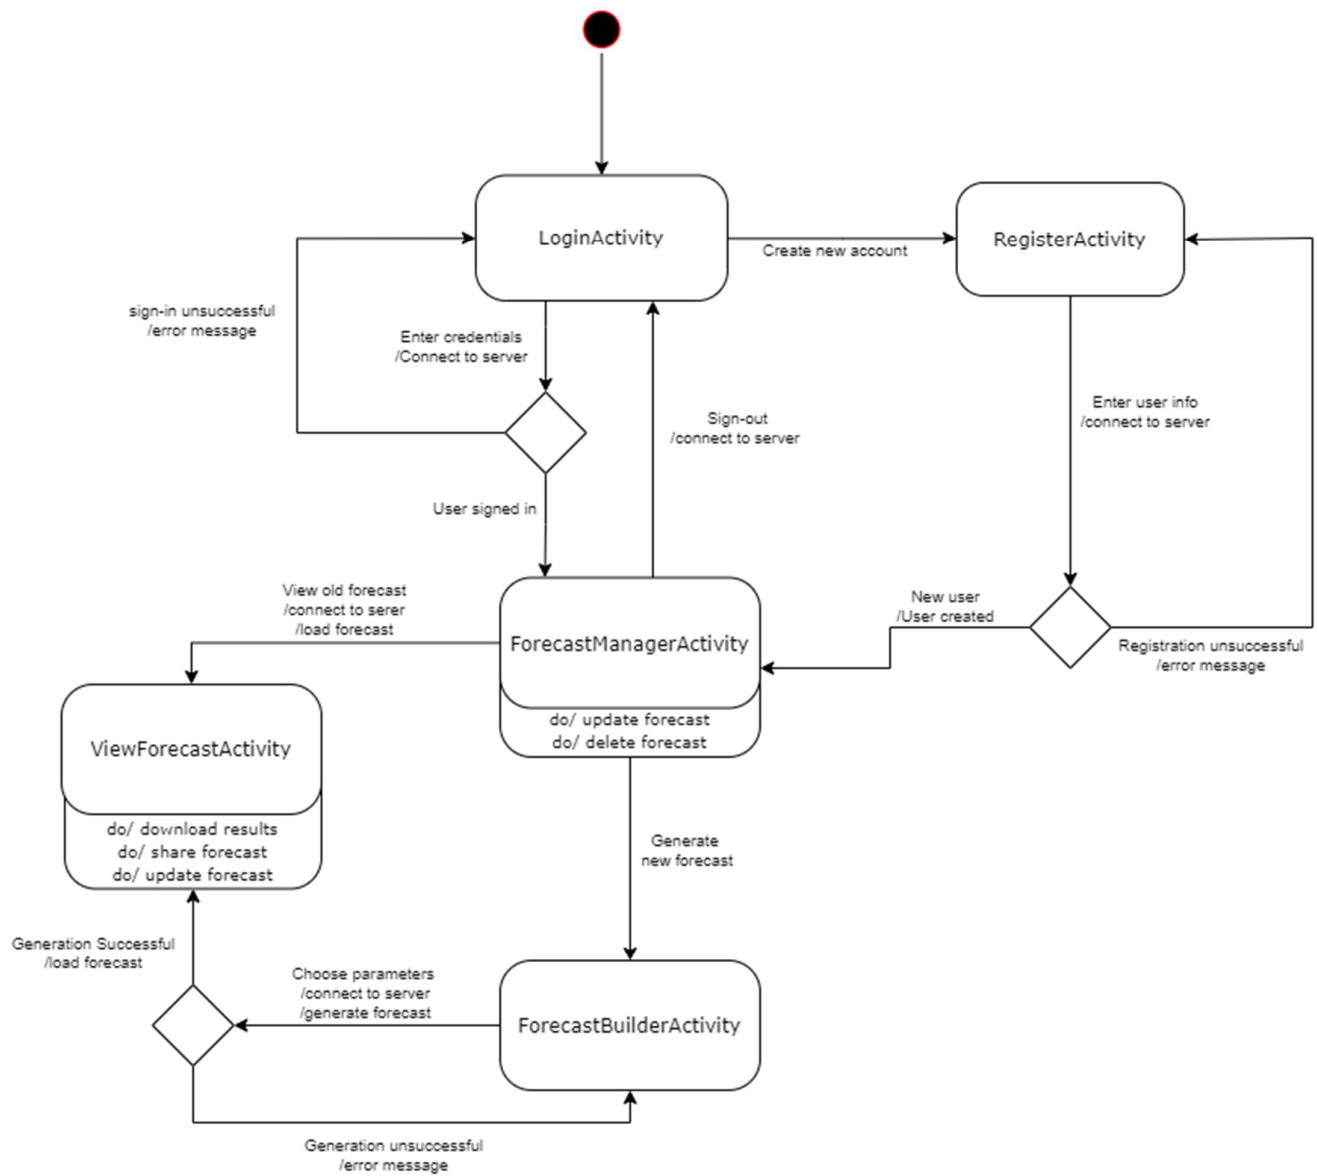 LoginActivity
Create new account
RegisterActivity
sign-in unsuccessful
/error message
Enter credentials
/Connect to server
Sign-out
/connect to server
Enter user info
/connect to server
User signed in
View old forecast
/connect to serer
/load forecast
New user
/User created
ForecastManagerActivity
do/ update forecast
do/ delete forecast
Registration unsuccessful
/error message
ViewForecastActivity
do/ download results
do/ share forecast
do/ update forecast
Generate
new forecast
Generation Successful
/load forecast
Choose parameters
/connect to server
/generate forecast
ForecastBuilderActivity
Generation unsuccessful
/error message